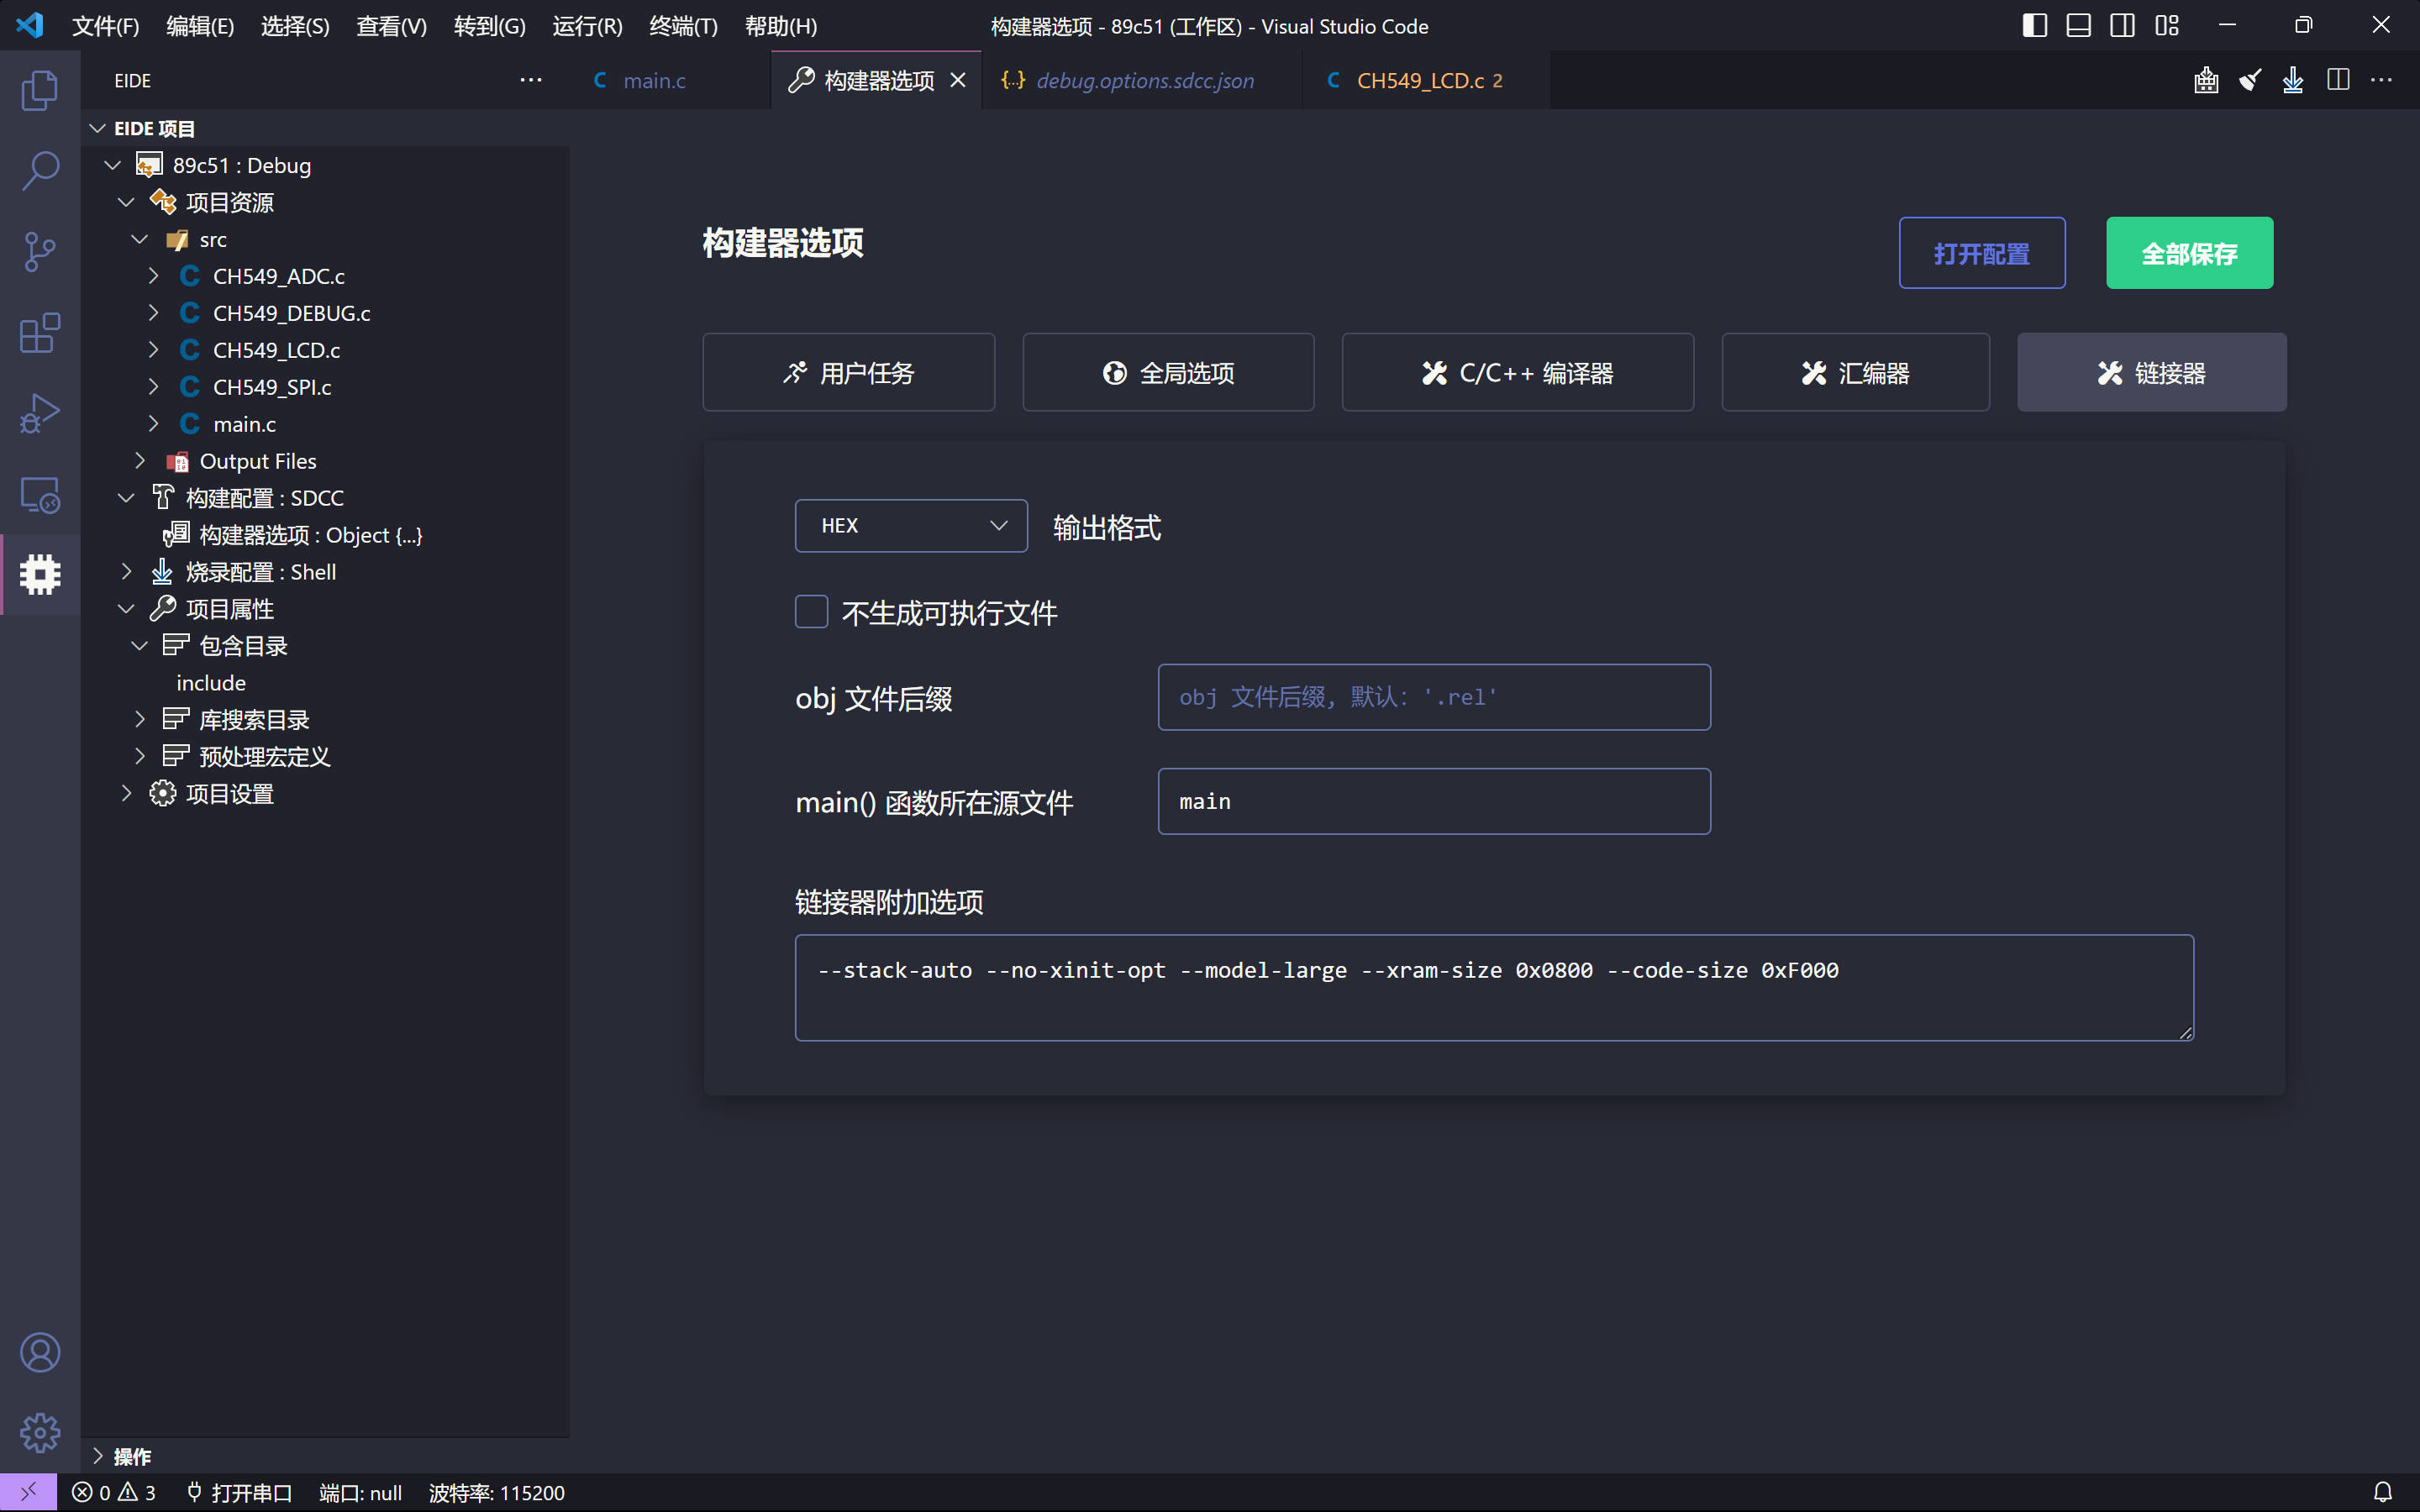 文件(F) 编辑(E) 选择(S) 查看(V) 转到(G) 运行(R) 终端(T) 帮助(H) 构建器选项 - 89c51 (工作区) - Visual Studio Code
EIDE
main.c 构建器选项 {..} debug.options.sdcc.json CH549_LCD.c 2
EIDE 项目
89c51 : Debug
项目资源
src
CH549_ADC.c
CH549_DEBUG.c
CH549_LCD.c
CH549_SPI.c
main.c
Output Files
构建配置 : SDCC
构建器选项 : Object {...}
烧录配置 : Shell
项目属性
包含目录
include
库搜索目录
预处理宏定义
项目设置
操作
构建器选项
打开配置
全部保存
用户任务
全局选项
C/C++ 编译器
汇编器
链接器
HEX 输出格式
不生成可执行文件
obj 文件后缀 obj 文件后缀, 默认: '.rel'
main() 函数所在源文件 main
链接器附加选项
--stack-auto --no-xinit-opt --model-large --xram-size 0x0800 --code-size 0xF000
0 3 打开串口 端口: null 波特率: 115200